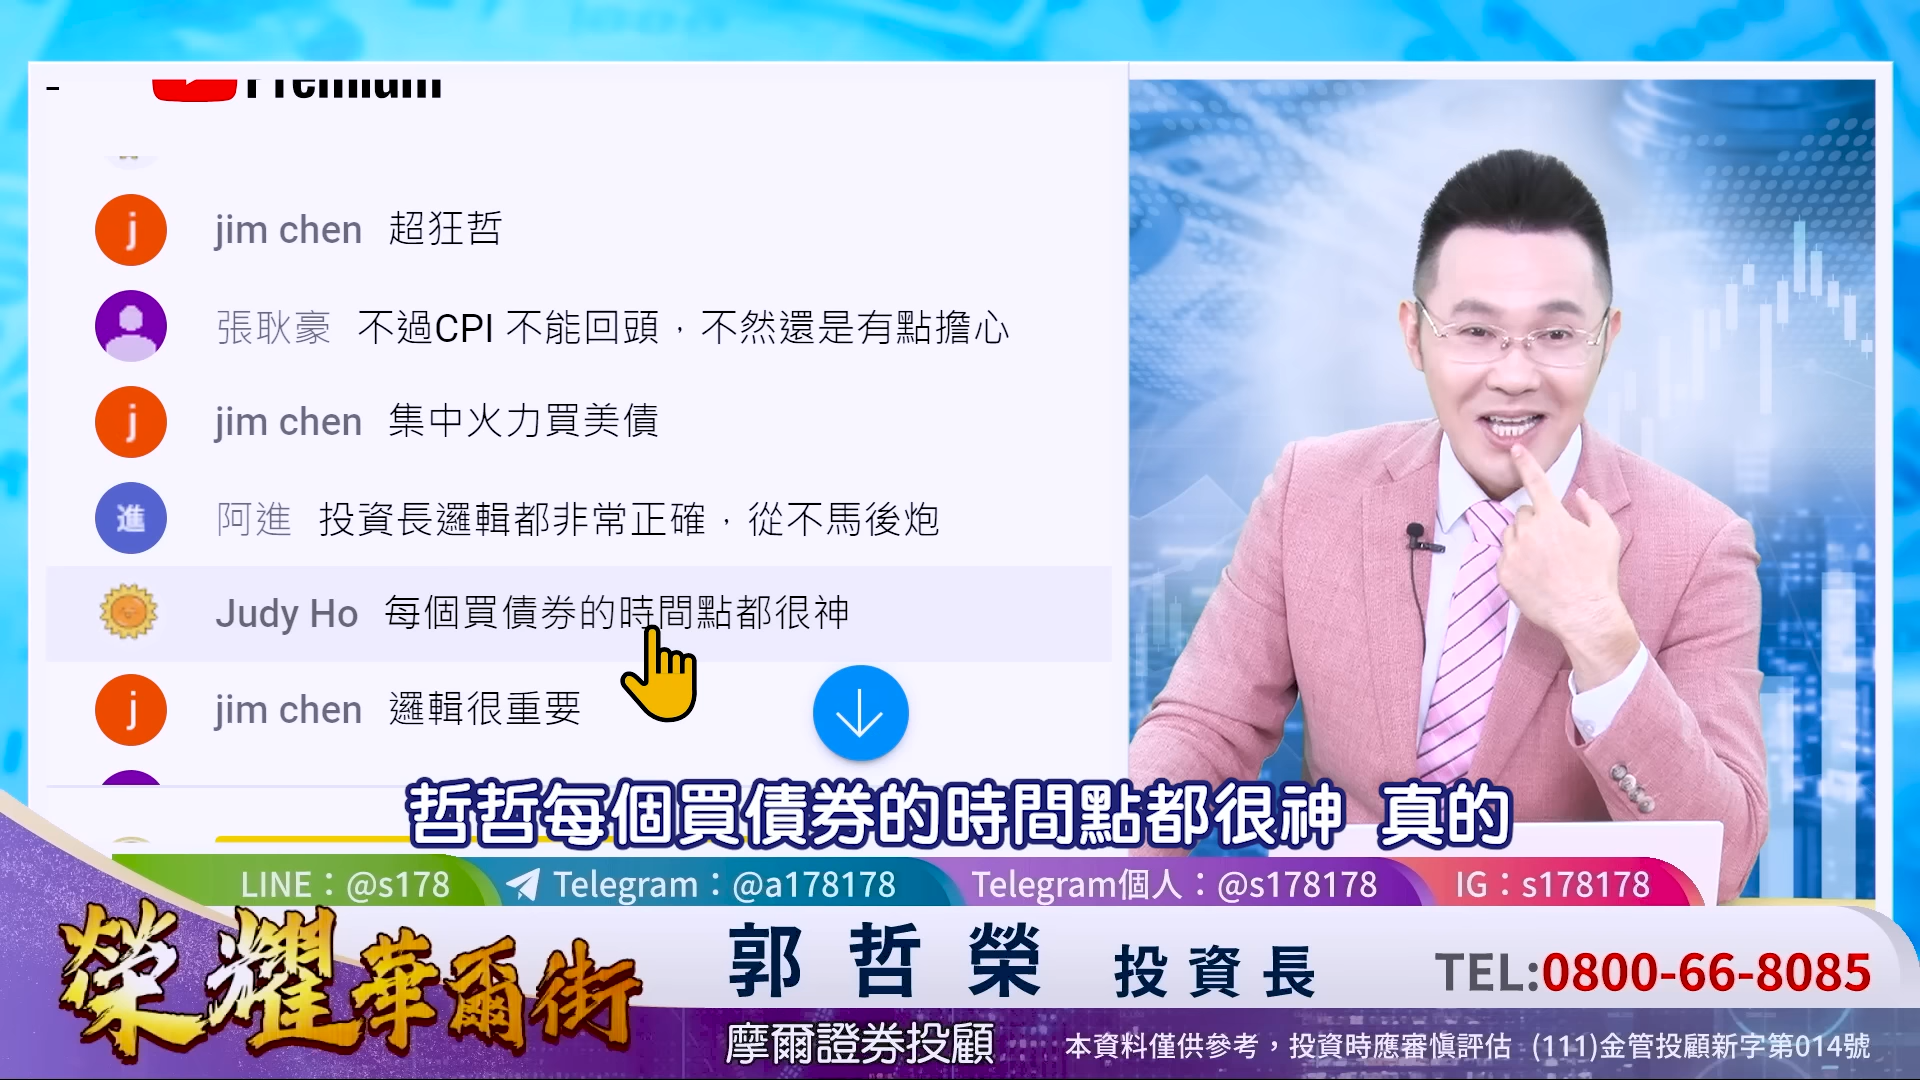 Premium
jim chen 超狂哲
張耿豪 不過CPI 不能回頭，不然還是有點擔心
jim chen 集中火力買美債
進 阿進 投資長邏輯都非常正確，從不馬後炮
Judy Ho 每個買債券的時間點都很神
jim chen 邏輯很重要
哲哲每個買債券的時間點都很神 真的
LINE：@s178 Telegram：@a178178 Telegram個人：@s178178 IG：s178178
榮耀華爾街
郭哲榮 投資長 TEL:0800-66-8085
摩爾證券投顧 本資料僅供參考，投資時應審慎評估 (111)金管投顧新字第014號